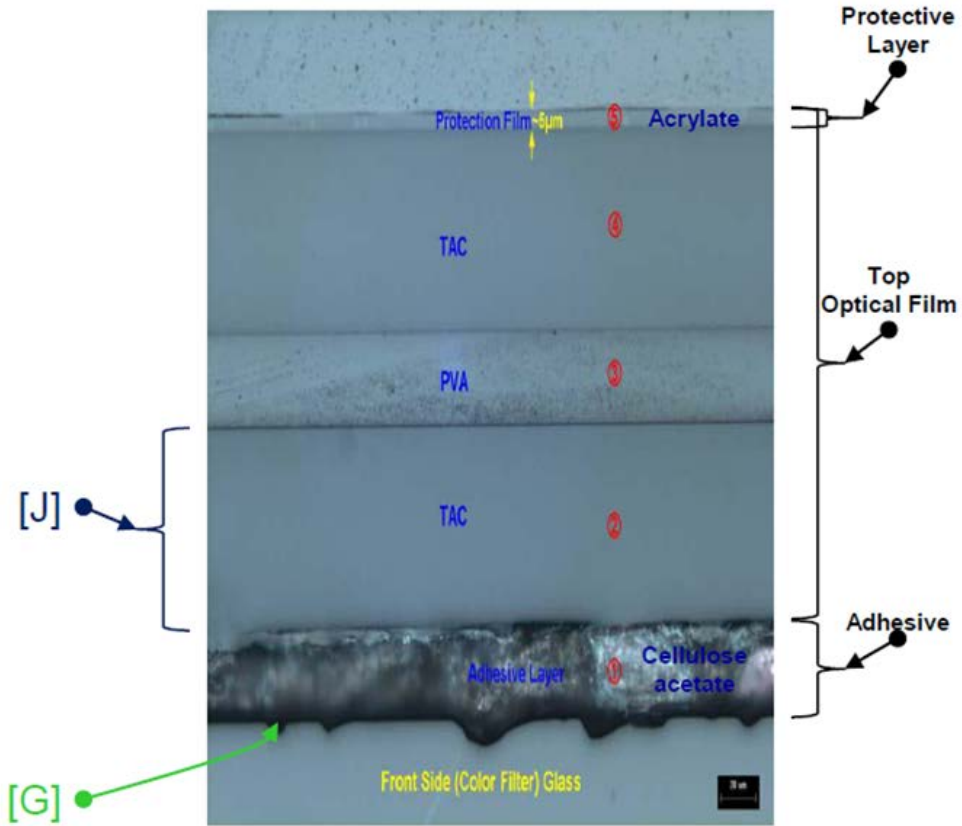 Protective
Layer
Protection Film ~5μm ⑤ Acrylate
④
TAC
Top
Optical Film
③
PVA
[J]
TAC
②
Adhesive
Adhesive Layer ① Cellulose
acetate
Front Side (Color Filter) Glass
[G]